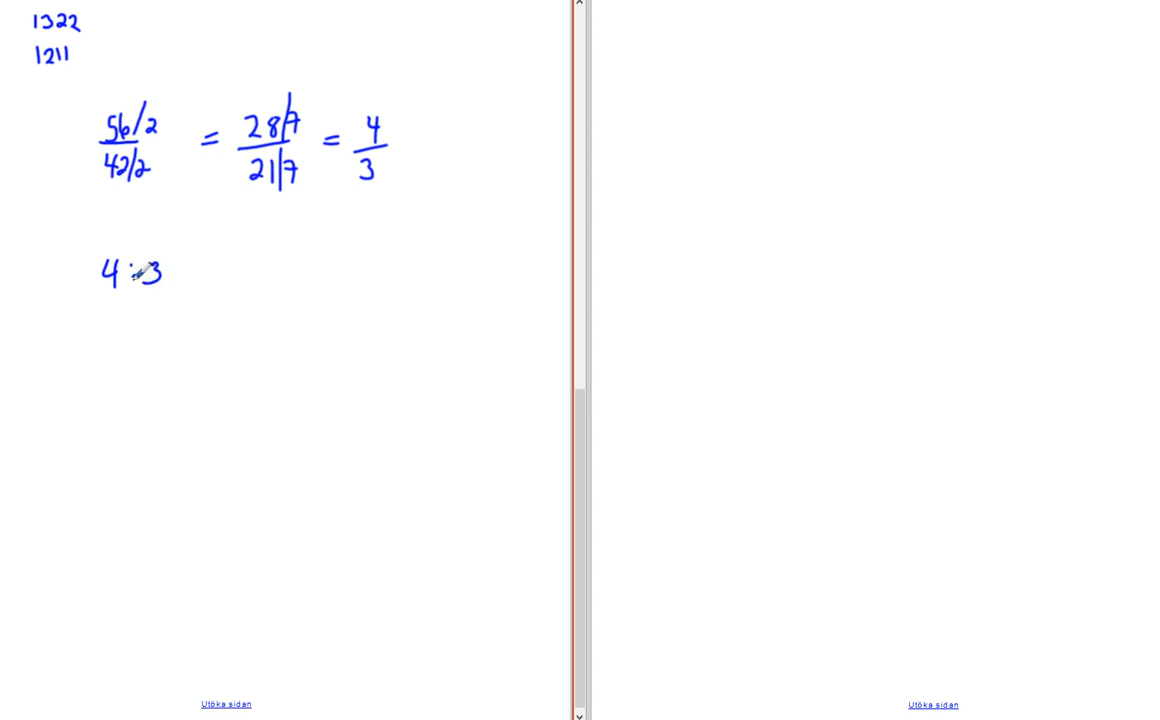 1322
1211
56/2 = 28/7 = 4
42/2 21/7 3
4:3
Utöka sidan Utöka sidan